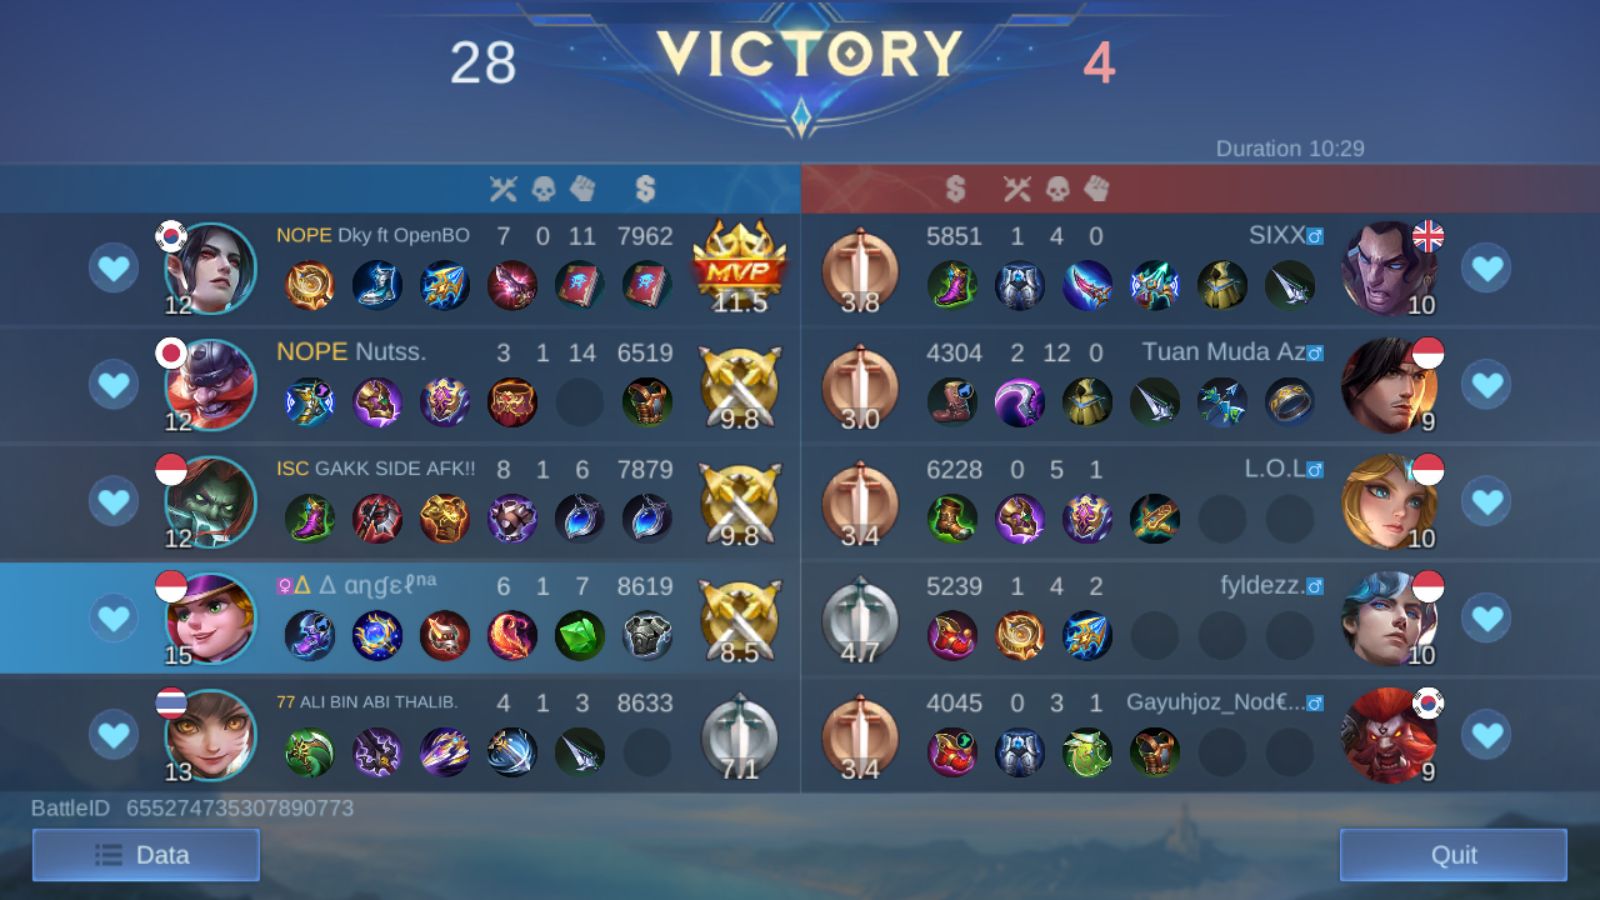 28 VICTORY 4
Duration 10:29
NOPE Dky ft OpenBO 7 0 11 7962
12 MVP 11.5
3.8 5851 1 4 0 SIXX
10
NOPE Nutss. 3 1 14 6519
12 9.8
3.0 4304 2 12 0 Tuan Muda Az
9
ISC GAKK SIDE AFK!! 8 1 6 7879
12 9.8
3.4 6228 0 5 1 L.O.L
10
Δ Δ αɳɠεℓⁿᵃ 6 1 7 8619
15 8.5
4.7 5239 1 4 2 fyldezz.
10
77 ALI BIN ABI THALIB. 4 1 3 8633
13 7.1
3.4 4045 0 3 1 Gayuhjoz_Nod€...
9
BattleID 655274735307890773
Data
Quit